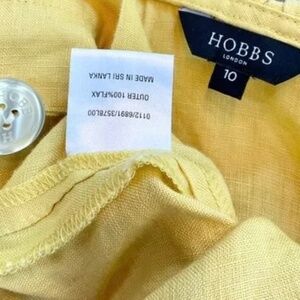 HOBBS
LONDON
10
0112/6891/3578L00
OUTER 100%FLAX
MADE IN SRI LANKA